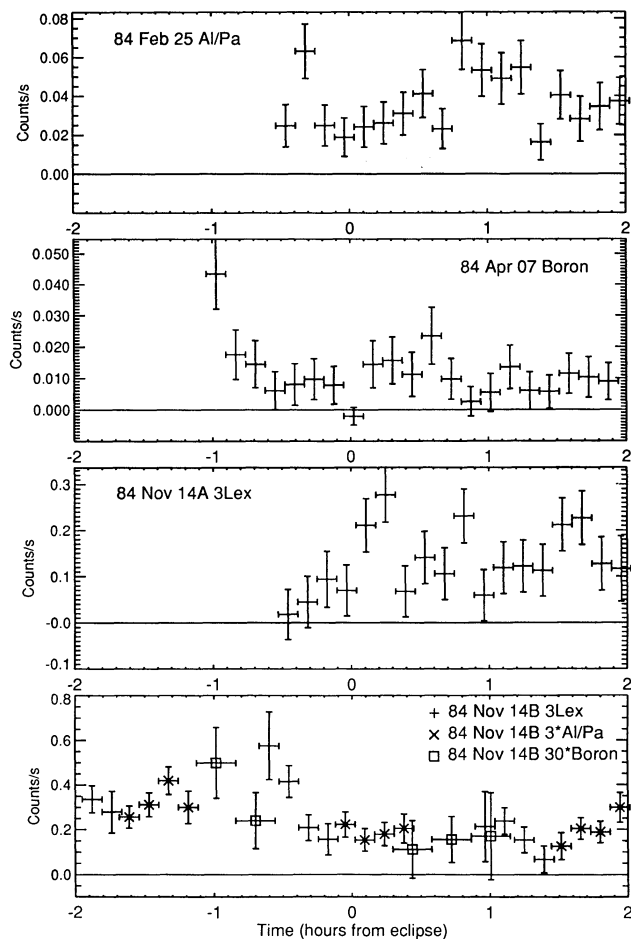 84 Feb 25 Al/Pa
Counts/s
0.08
0.06
0.04
0.02
0.00
-2 -1 0 1 2
84 Apr 07 Boron
Counts/s
0.050
0.040
0.030
0.020
0.010
0.000
-2 -1 0 1 2
84 Nov 14A 3Lex
Counts/s
0.3
0.2
0.1
-0.0
-0.1
-2 -1 0 1 2
84 Nov 14B 3Lex
84 Nov 14B 3*Al/Pa
84 Nov 14B 30*Boron
Counts/s
0.8
0.6
0.4
0.2
0.0
-2 -1 0 1 2
Time (hours from eclipse)